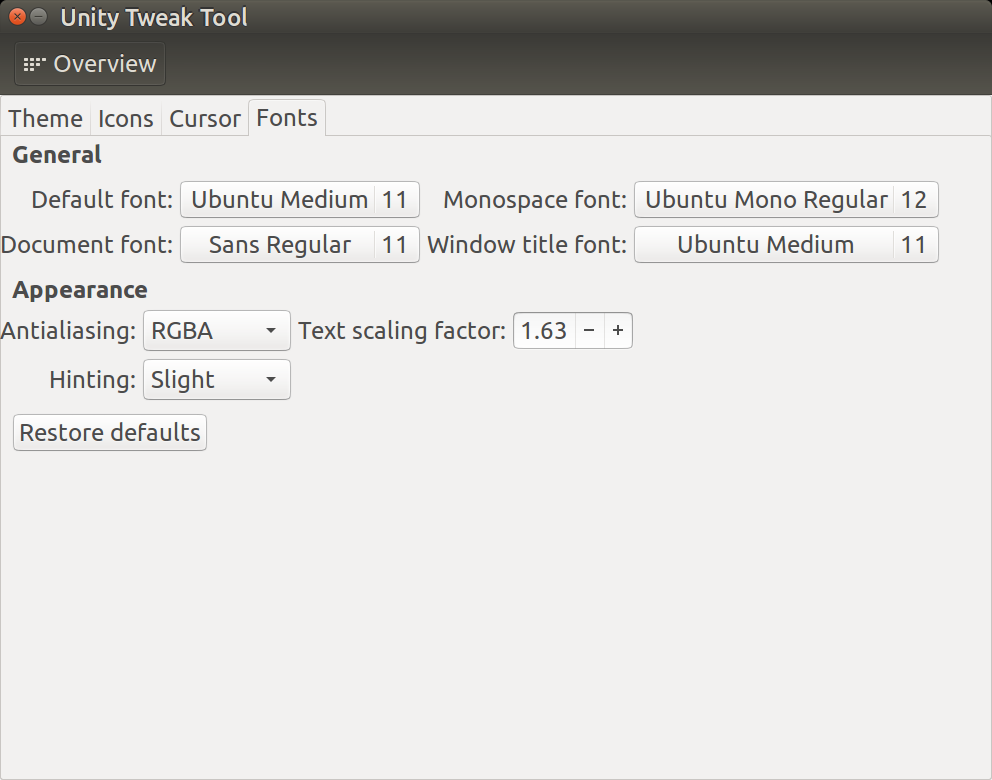 Unity Tweak Tool
Overview
Theme Icons Cursor Fonts
General
Default font: Ubuntu Medium 11 Monospace font: Ubuntu Mono Regular 12
Document font: Sans Regular 11 Window title font: Ubuntu Medium 11
Appearance
Antialiasing: RGBA Text scaling factor: 1.63 − +
Hinting: Slight
Restore defaults